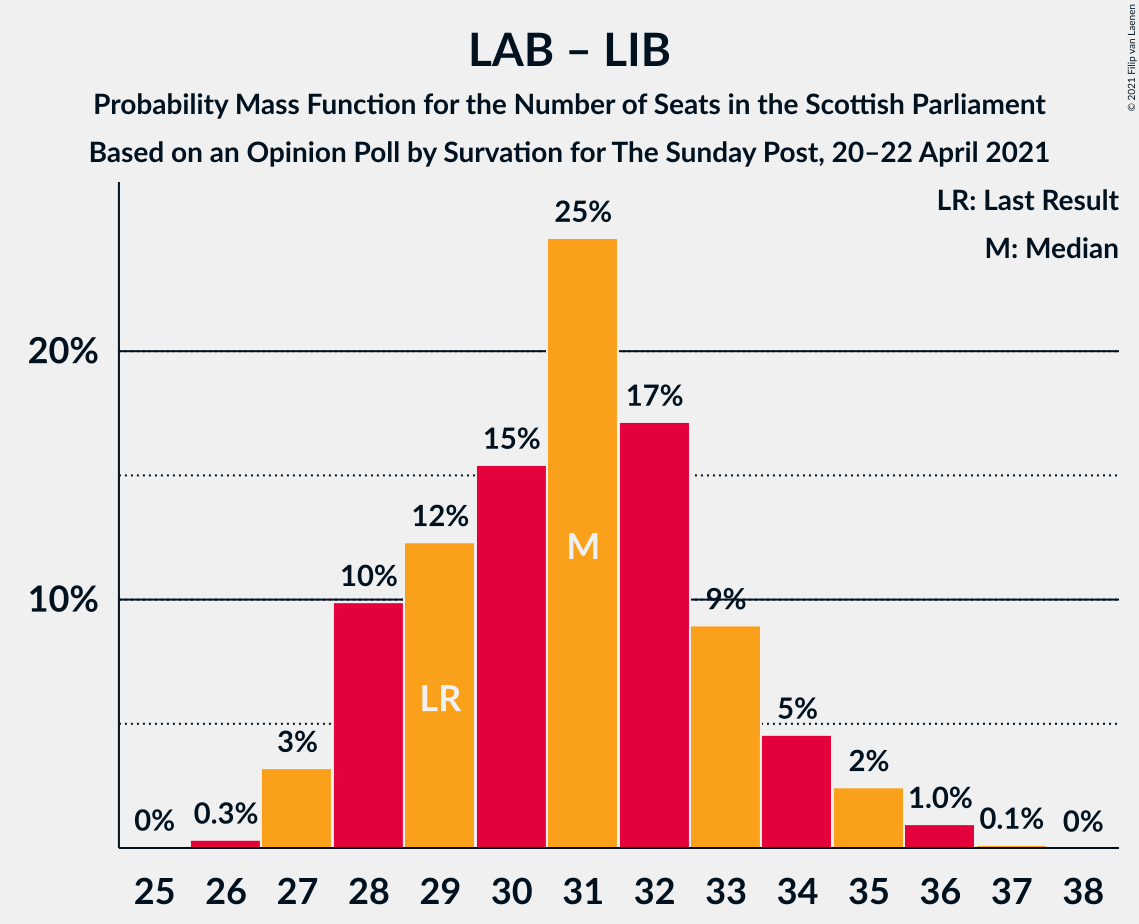 LAB – LIB
Probability Mass Function for the Number of Seats in the Scottish Parliament
Based on an Opinion Poll by Survation for The Sunday Post, 20–22 April 2021
© 2021 Filip van Laenen
LR: Last Result
M: Median
20%
10%
0%
0.3%
3%
10%
12%
15%
25%
17%
9%
5%
2%
1.0%
0.1%
0%
LR
M
25 26 27 28 29 30 31 32 33 34 35 36 37 38